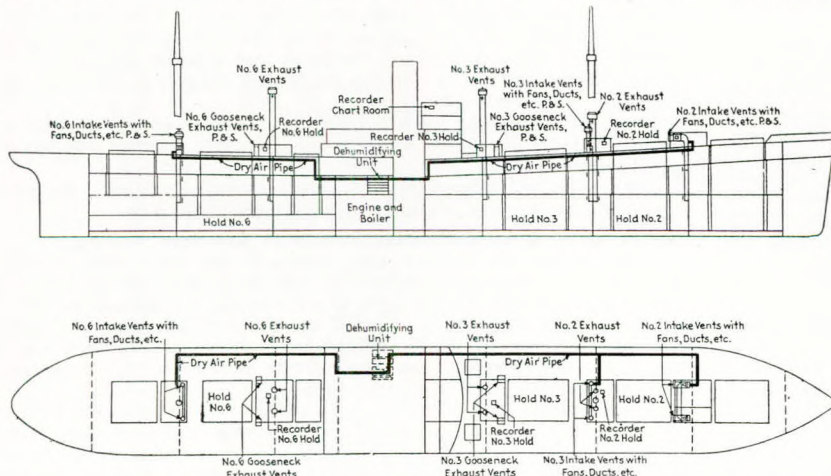 No.6 Exhaust
Vents
No.3 Exhaust
Vents
No.3 Intake Vents
with Fans, Ducts,
etc. P.& S.
No.2 Exhaust
Vents
No.2 Intake Vents with
Fans, Ducts, etc. P.& S.
No.6 Intake Vents with
Fans, Ducts, etc. P.& S.
No.6 Gooseneck
Exhaust Vents,
P.& S.
Recorder
No.6 Hold
Recorder
Chart Room
Recorder No.3 Hold
No.3 Gooseneck
Exhaust Vents,
P.& S.
Recorder
No.2 Hold
Dry Air Pipe
Dehumidifying
Unit
Dry Air Pipe
Hold No.6
Engine and
Boiler
Hold No.3
Hold No.2
No.6 Intake Vents with
Fans, Ducts, etc.
No.6 Exhaust
Vents
Dehumidifying
Unit
No.3 Exhaust
Vents
No.2 Exhaust
Vents
No.2 Intake Vents with
Fans, Ducts, etc.
Dry Air Pipe
Dry Air Pipe
Hold
No.6
Hold No.3
Hold No.2
Recorder
No.6 Hold
Recorder
No.3 Hold
Recorder
No.2 Hold
No.6 Gooseneck
Exhaust Vents
No.3 Gooseneck
Exhaust Vents
No.3 Intake Vents with
Fans, Ducts, etc.